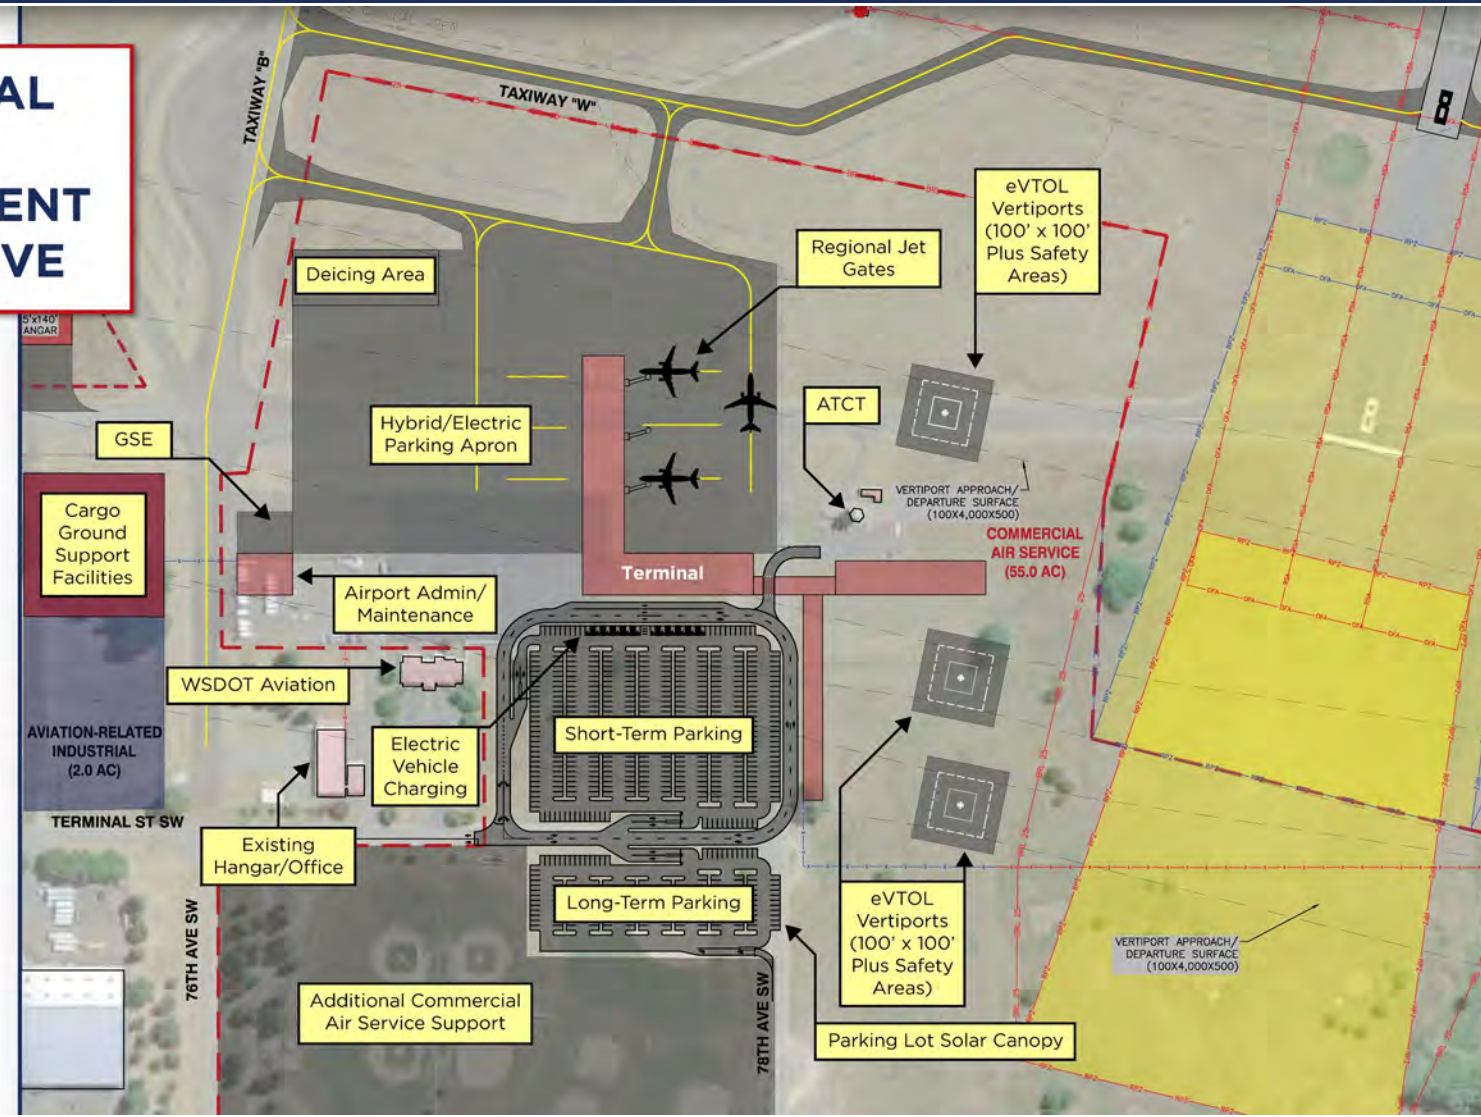 AL
ENT
VE
TAXIWAY "B"
TAXIWAY "W"
5'x140'
ANGAR
Deicing Area
Regional Jet
Gates
eVTOL
Vertiports
(100' x 100'
Plus Safety
Areas)
GSE
Hybrid/Electric
Parking Apron
ATCT
Cargo
Ground
Support
Facilities
VERTIPORT APPROACH/
DEPARTURE SURFACE
(100X4,000X500)
COMMERCIAL
AIR SERVICE
(55.0 AC)
Airport Admin/
Maintenance
Terminal
WSDOT Aviation
AVIATION-RELATED
INDUSTRIAL
(2.0 AC)
Electric
Vehicle
Charging
Short-Term Parking
TERMINAL ST SW
Existing
Hangar/Office
Long-Term Parking
eVTOL
Vertiports
(100' x 100'
Plus Safety
Areas)
VERTIPORT APPROACH/
DEPARTURE SURFACE
(100X4,000X500)
76TH AVE SW
Additional Commercial
Air Service Support
78TH AVE SW
Parking Lot Solar Canopy